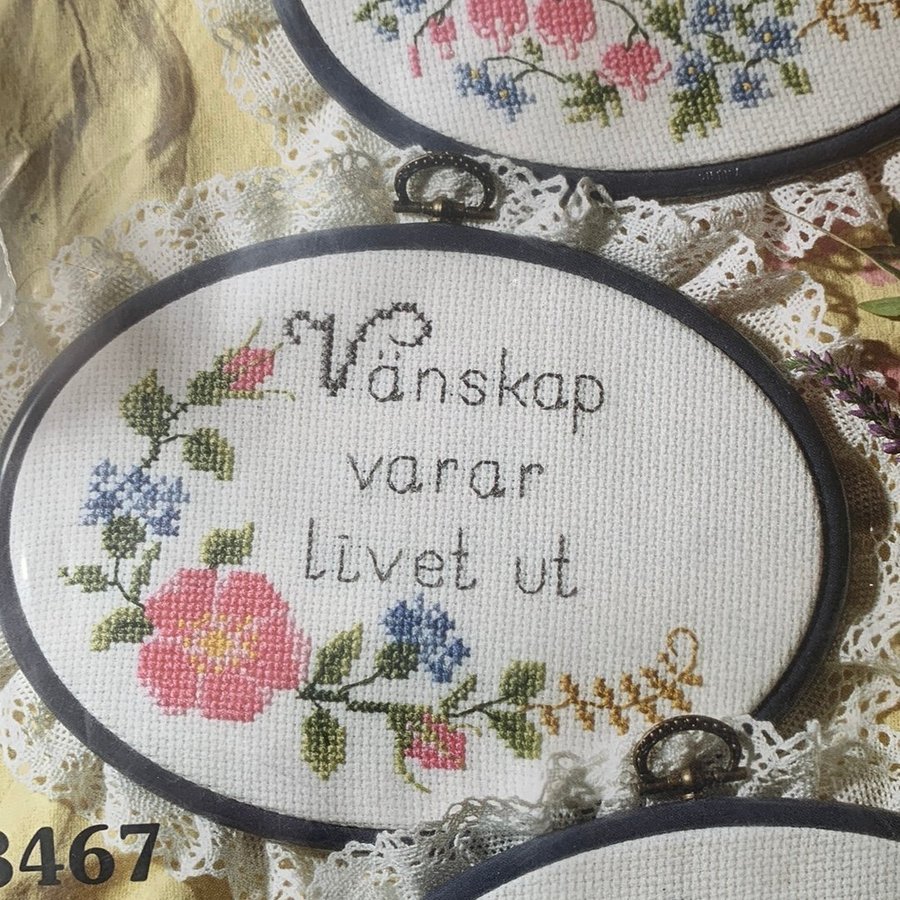 Vänskap
varar
livet ut
3467